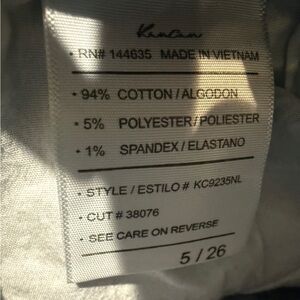 KanCan
• RN# 144635 MADE IN VIETNAM
• 94% COTTON / ALGODON
• 5% POLYESTER / POLIESTER
• 1% SPANDEX / ELASTANO
• STYLE / ESTILO # KC9235NL
• CUT # 38076
• SEE CARE ON REVERSE
5 / 26